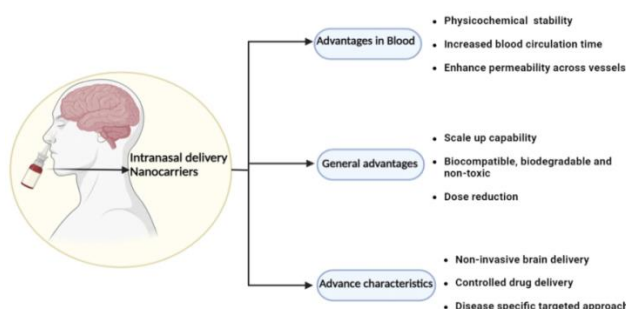 Advantages in Blood
• Physicochemical stability
• Increased blood circulation time
• Enhance permeability across vessels
Intranasal delivery
Nanocarriers
General advantages
• Scale up capability
• Biocompatible, biodegradable and
non-toxic
• Dose reduction
Advance characteristics
• Non-invasive brain delivery
• Controlled drug delivery
• Disease specific targeted approach